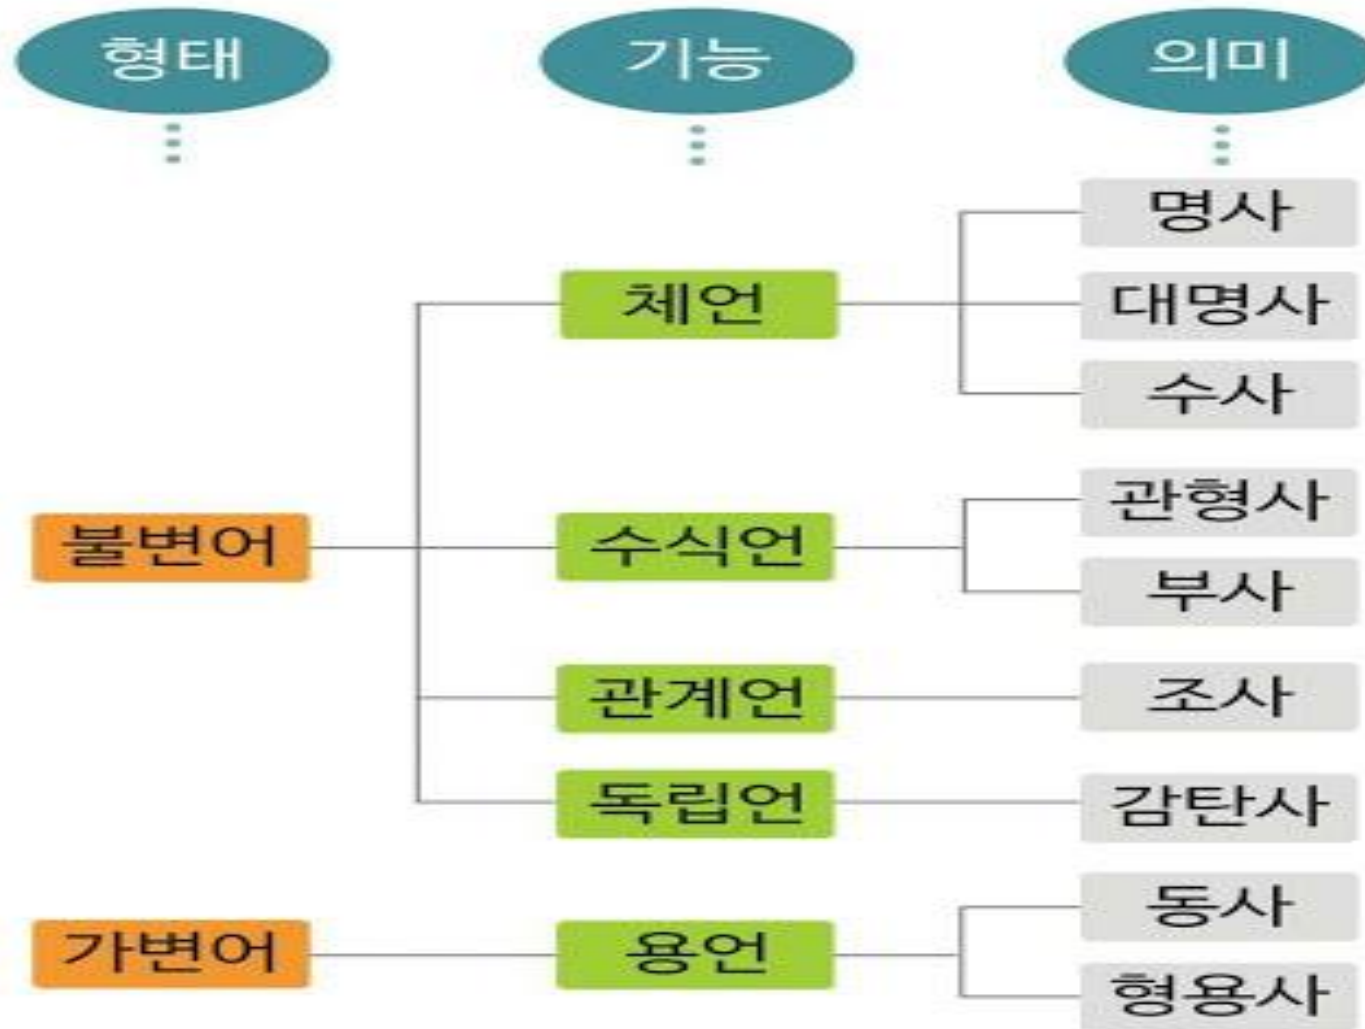 형태 기능 의미
명사
체언 대명사
수사
관형사
불변어 수식언
부사
관계언 조사
독립언 감탄사
동사
가변어 용언
형용사